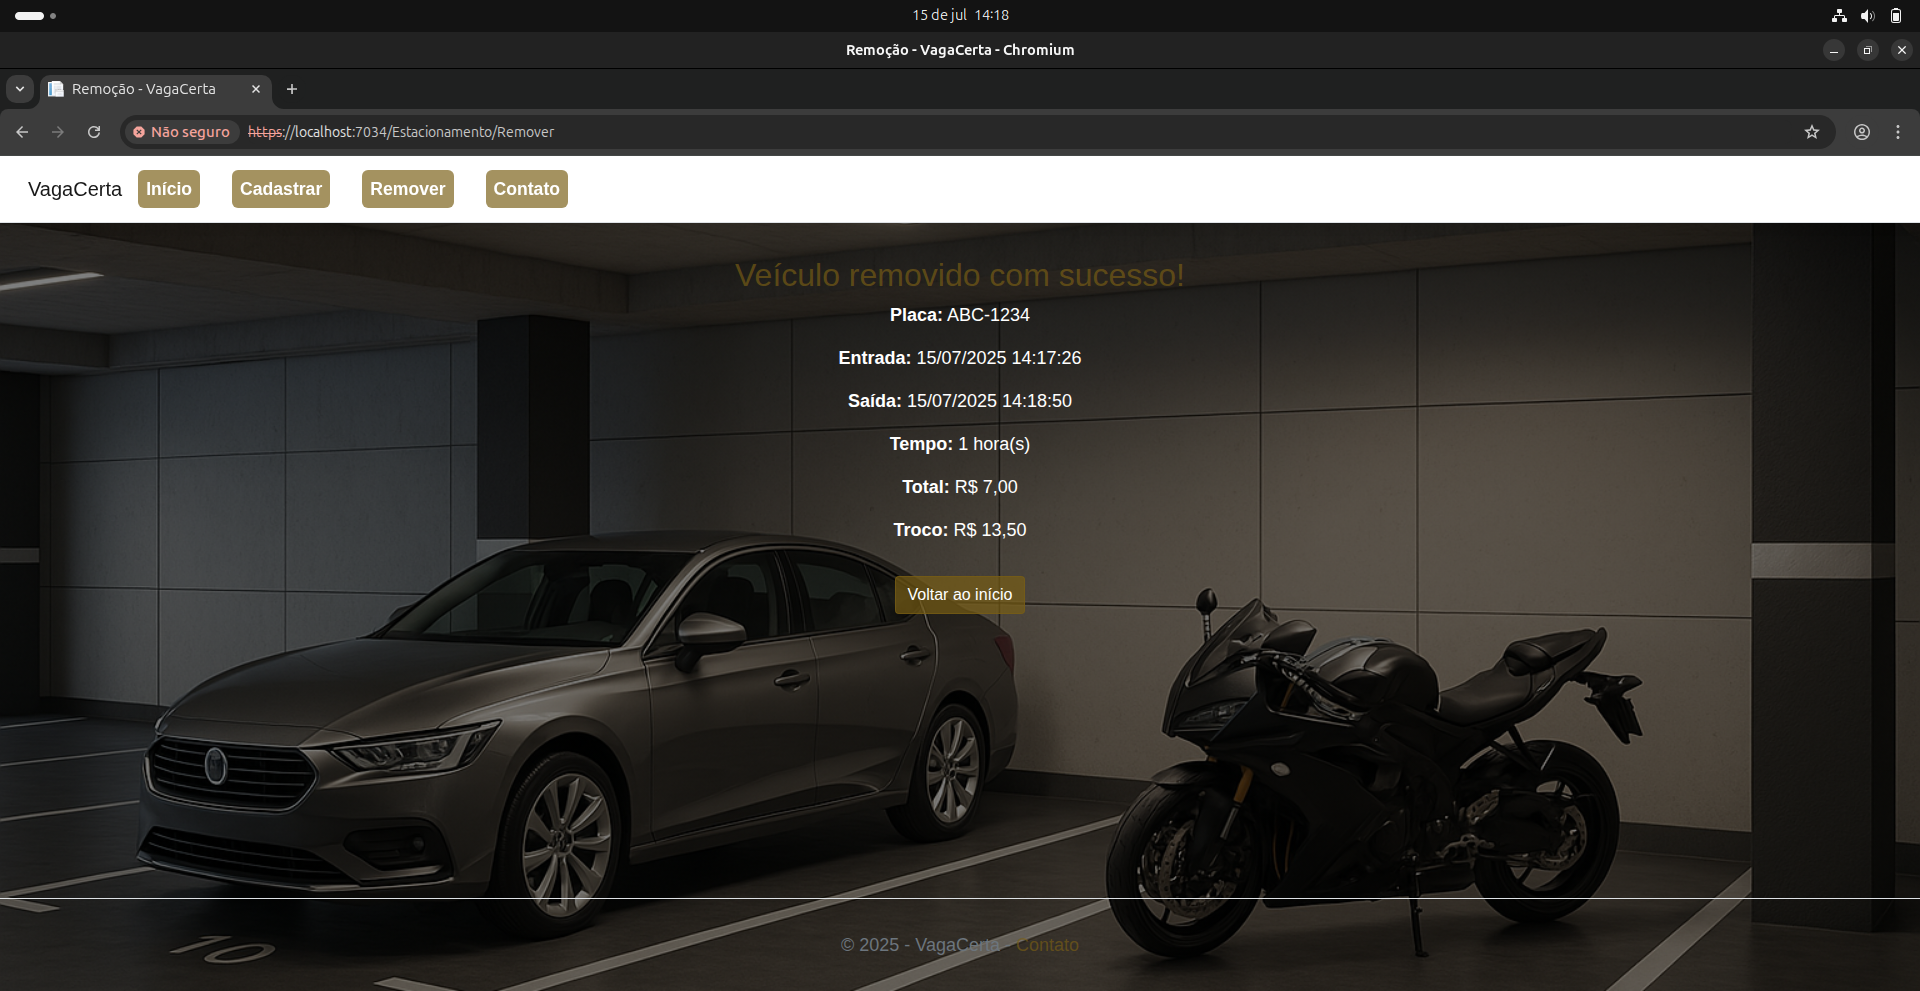 15 de jul 14:18
Remoção - VagaCerta - Chromium
Remoção - VagaCerta
Não seguro https://localhost:7034/Estacionamento/Remover
VagaCerta Início Cadastrar Remover Contato
Veículo removido com sucesso!
Placa: ABC-1234
Entrada: 15/07/2025 14:17:26
Saída: 15/07/2025 14:18:50
Tempo: 1 hora(s)
Total: R$ 7,00
Troco: R$ 13,50
Voltar ao início
10
© 2025 - VagaCerta - Contato